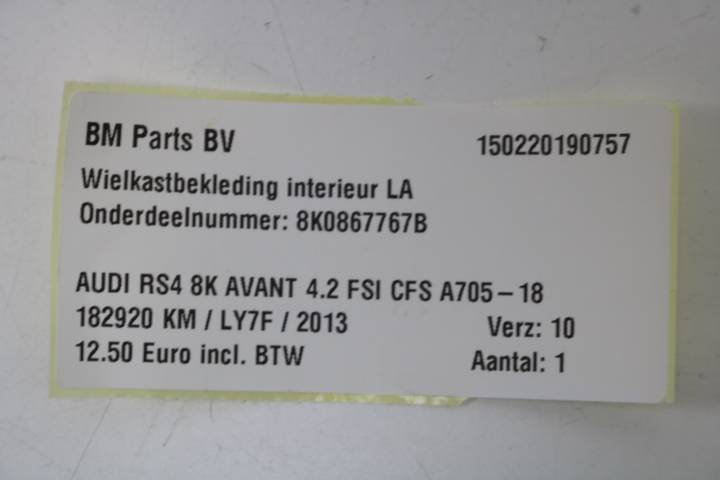 BM Parts BV 150220190757
Wielkastbekleding interieur LA
Onderdeelnummer: 8K0867767B
AUDI RS4 8K AVANT 4.2 FSI CFS A705-18
182920 KM / LY7F / 2013 Verz: 10
12.50 Euro incl. BTW Aantal: 1